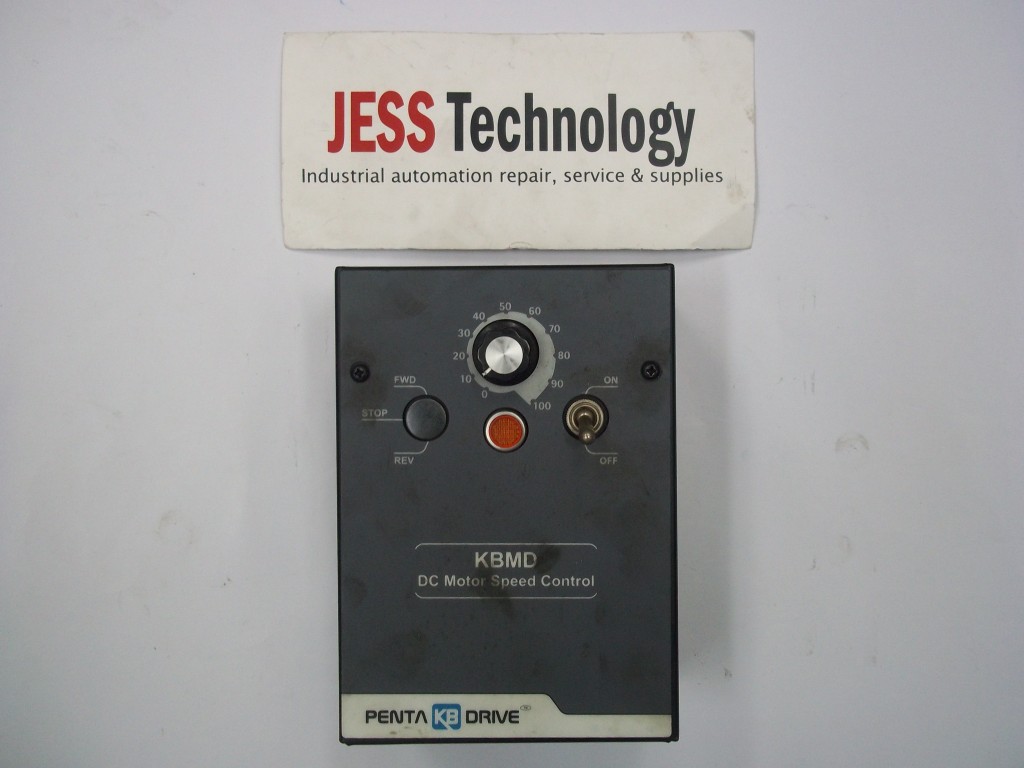 JESS Technology
Industrial automation repair, service & supplies
50
40 60
30 70
20 80
10 90
0 100
FWD ON
STOP
REV OFF
KBMD
DC Motor Speed Control
PENTA KB DRIVE®